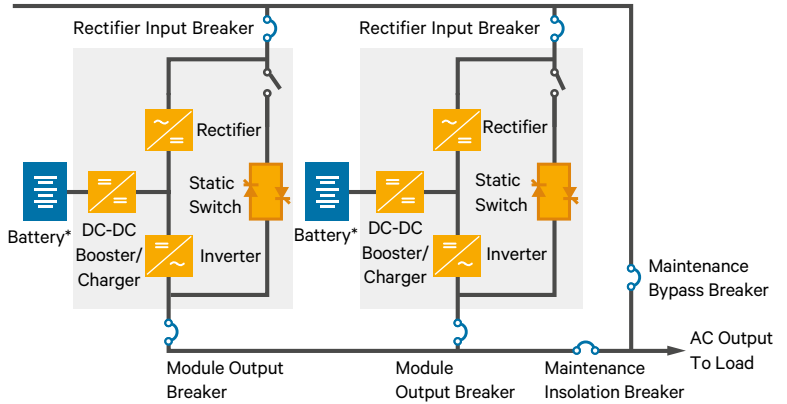 Rectifier Input Breaker
Rectifier Input Breaker
Rectifier
Rectifier
Static
Switch
Static
Switch
Battery*
DC-DC
Booster/
Charger
Inverter
Battery*
DC-DC
Booster/
Charger
Inverter
Maintenance
Bypass Breaker
AC Output
To Load
Module Output
Breaker
Module
Output Breaker
Maintenance
Insolation Breaker